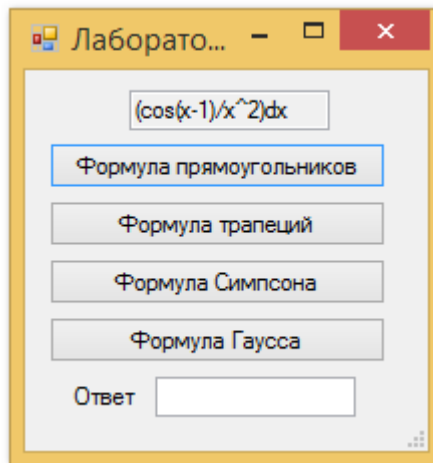 Лаборато...
(cos(x-1)/x^2)dx
Формула прямоугольников
Формула трапеций
Формула Симпсона
Формула Гаусса
Ответ